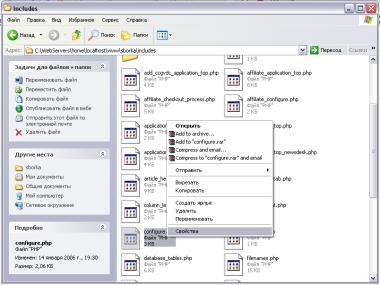 includes
Файл Правка Вид Избранное Сервис Справка
Назад Поиск Папки
Адрес: C:\WebServers\home\localhost\www\sborka\includes Переход Ссылки
Задачи для файлов и папок
Переименовать файл
Переместить файл
Копировать файл
Опубликовать файл в вебе
Отправить этот файл по электронной почте
Удалить файл
Другие места
sborka
Мои документы
Общие документы
Мой компьютер
Сетевое окружение
Подробно
configure.php
Файл "PHP"
Изменен: 14 января 2006 г., 19:30
Размер: 2,06 КБ
1 КБ
add_ccgvdc_application_top.php
Файл "PHP"
affiliate_application_top.php
Файл "PHP"
affiliate_checkout_process.php
Файл "PHP"
5 КБ
affiliate_configure.php
Файл "PHP"
2 КБ
application
Файл "PHP
2 КБ
application
Файл "PHP
top_newsdesk.php
article_he
Файл "PHP
tab.php
column_le
Файл "PHP
2 КБ
configure.
Файл "PHP
3 КБ
database_tables.php
Файл "PHP"
filenames.php
Файл "PHP"
15 КБ
Открыть
Add to archive...
Add to "configure.rar"
Compress and email...
Compress to "configure.rar" and email
Отправить
Вырезать
Копировать
Создать ярлык
Удалить
Переименовать
Свойства